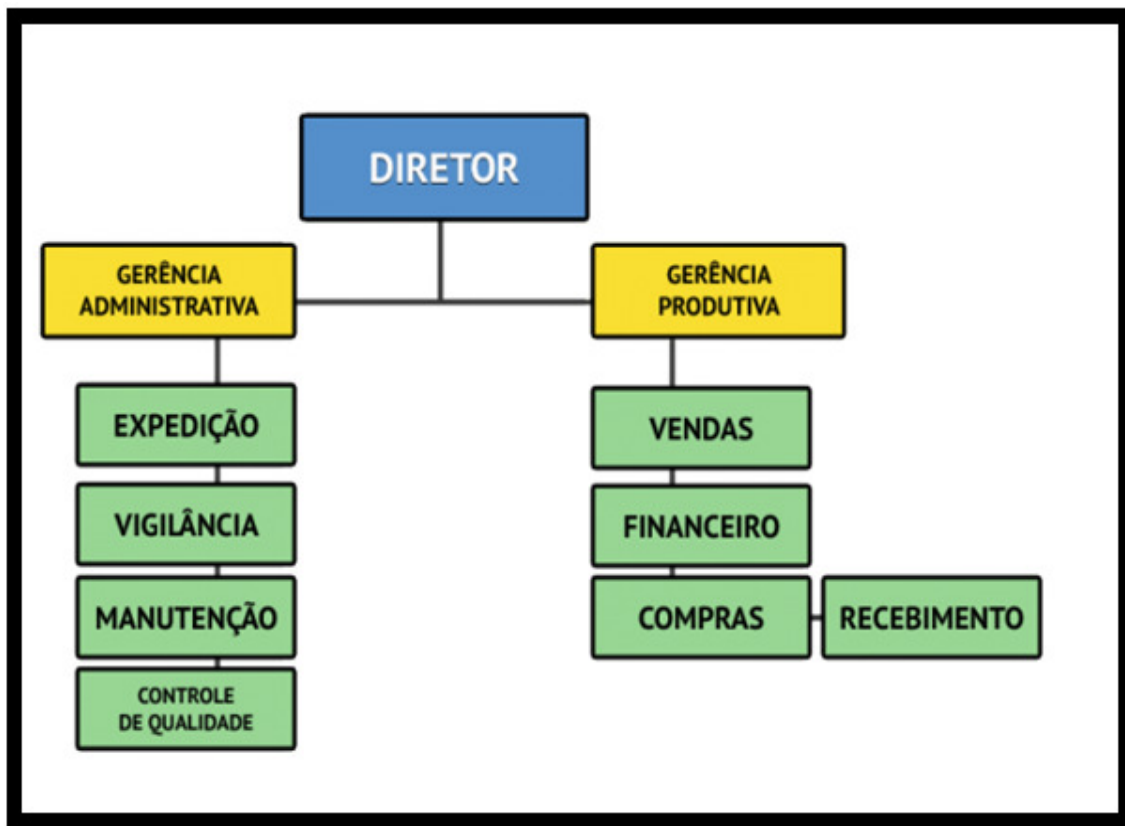 DIRETOR
GERÊNCIA
ADMINISTRATIVA
EXPEDIÇÃO
VIGILÂNCIA
MANUTENÇÃO
CONTROLE
DE QUALIDADE
GERÊNCIA
PRODUTIVA
VENDAS
FINANCEIRO
COMPRAS
RECEBIMENTO